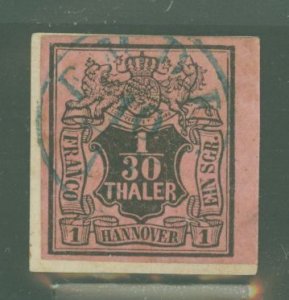 1
30
THALER
FRANCO
EIN SGR.
1 HANNOVER 1